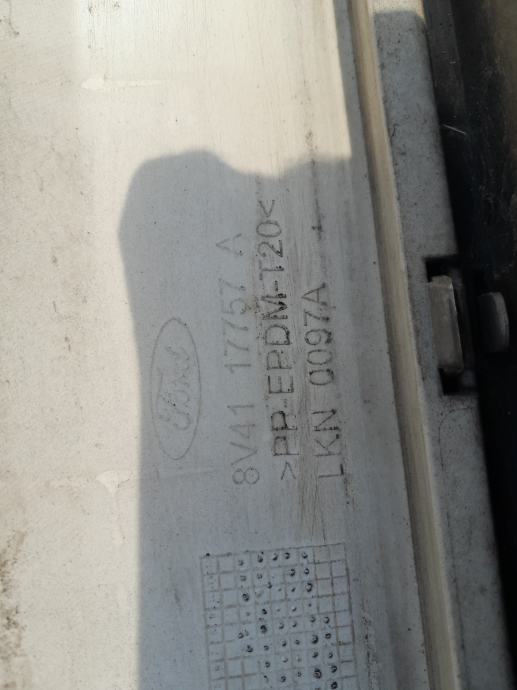 Ford
8V41 17757 A
>PP-EPDM-T20<
LKN 0097A